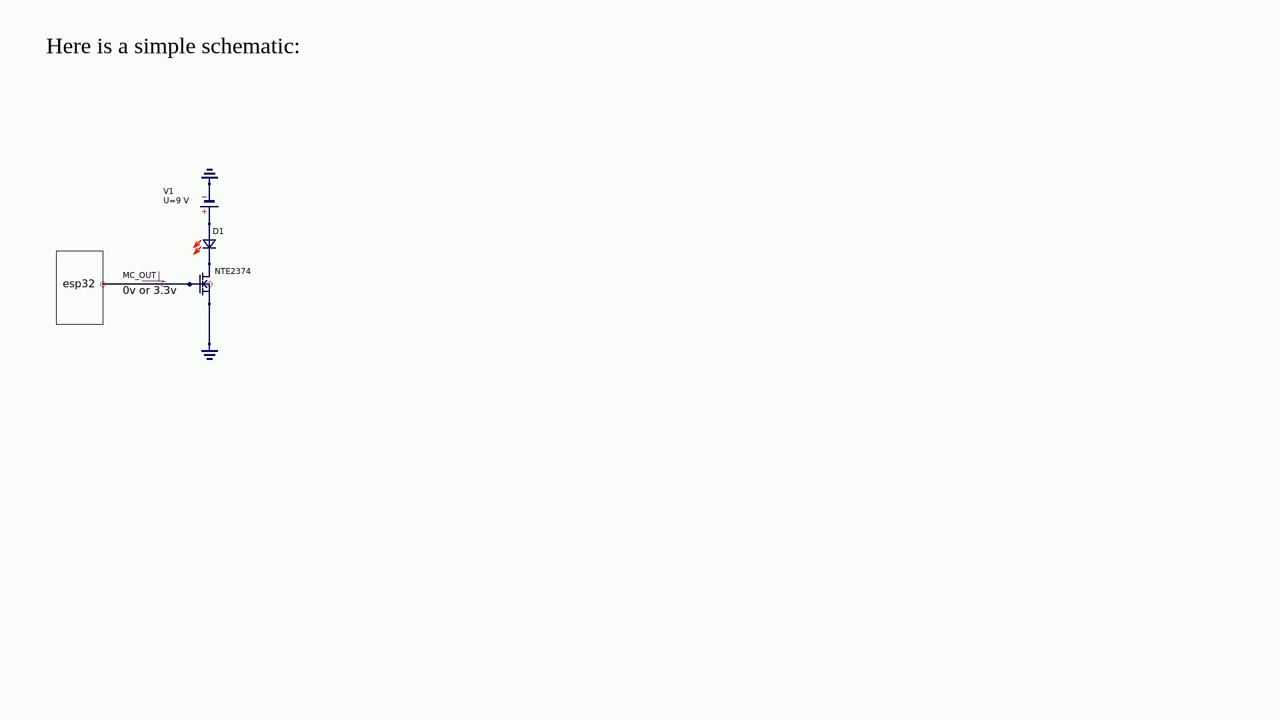 Here is a simple schematic:
V1
U=9 V
D1
NTE2374
MC_OUT
esp32
0v or 3.3v